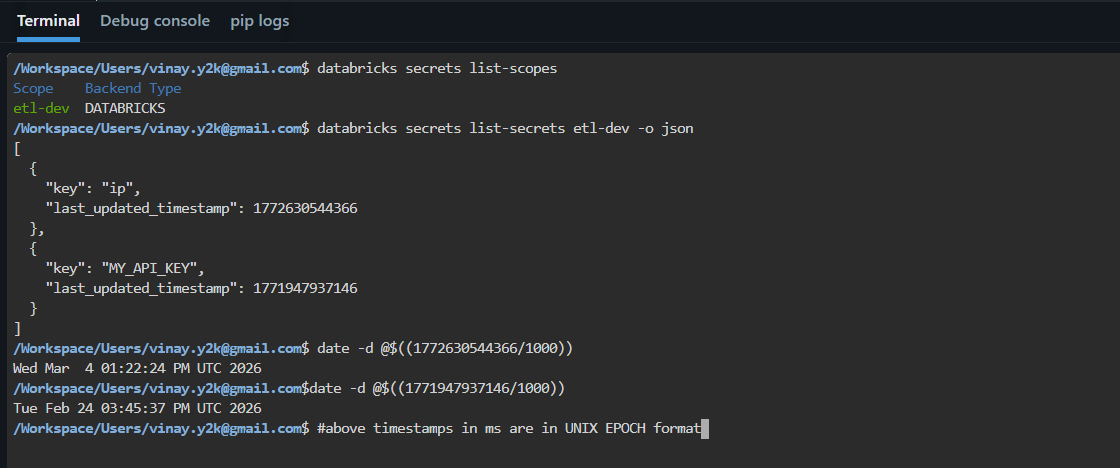 Terminal Debug console pip logs
/Workspace/Users/vinay.y2k@gmail.com$ databricks secrets list-scopes
Scope    Backend Type
etl-dev  DATABRICKS
/Workspace/Users/vinay.y2k@gmail.com$ databricks secrets list-secrets etl-dev -o json
[
  {
    "key": "ip",
    "last_updated_timestamp": 1772630544366
  },
  {
    "key": "MY_API_KEY",
    "last_updated_timestamp": 1771947937146
  }
]
/Workspace/Users/vinay.y2k@gmail.com$ date -d @$((1772630544366/1000))
Wed Mar  4 01:22:24 PM UTC 2026
/Workspace/Users/vinay.y2k@gmail.com$date -d @$((1771947937146/1000))
Tue Feb 24 03:45:37 PM UTC 2026
/Workspace/Users/vinay.y2k@gmail.com$ #above timestamps in ms are in UNIX EPOCH format